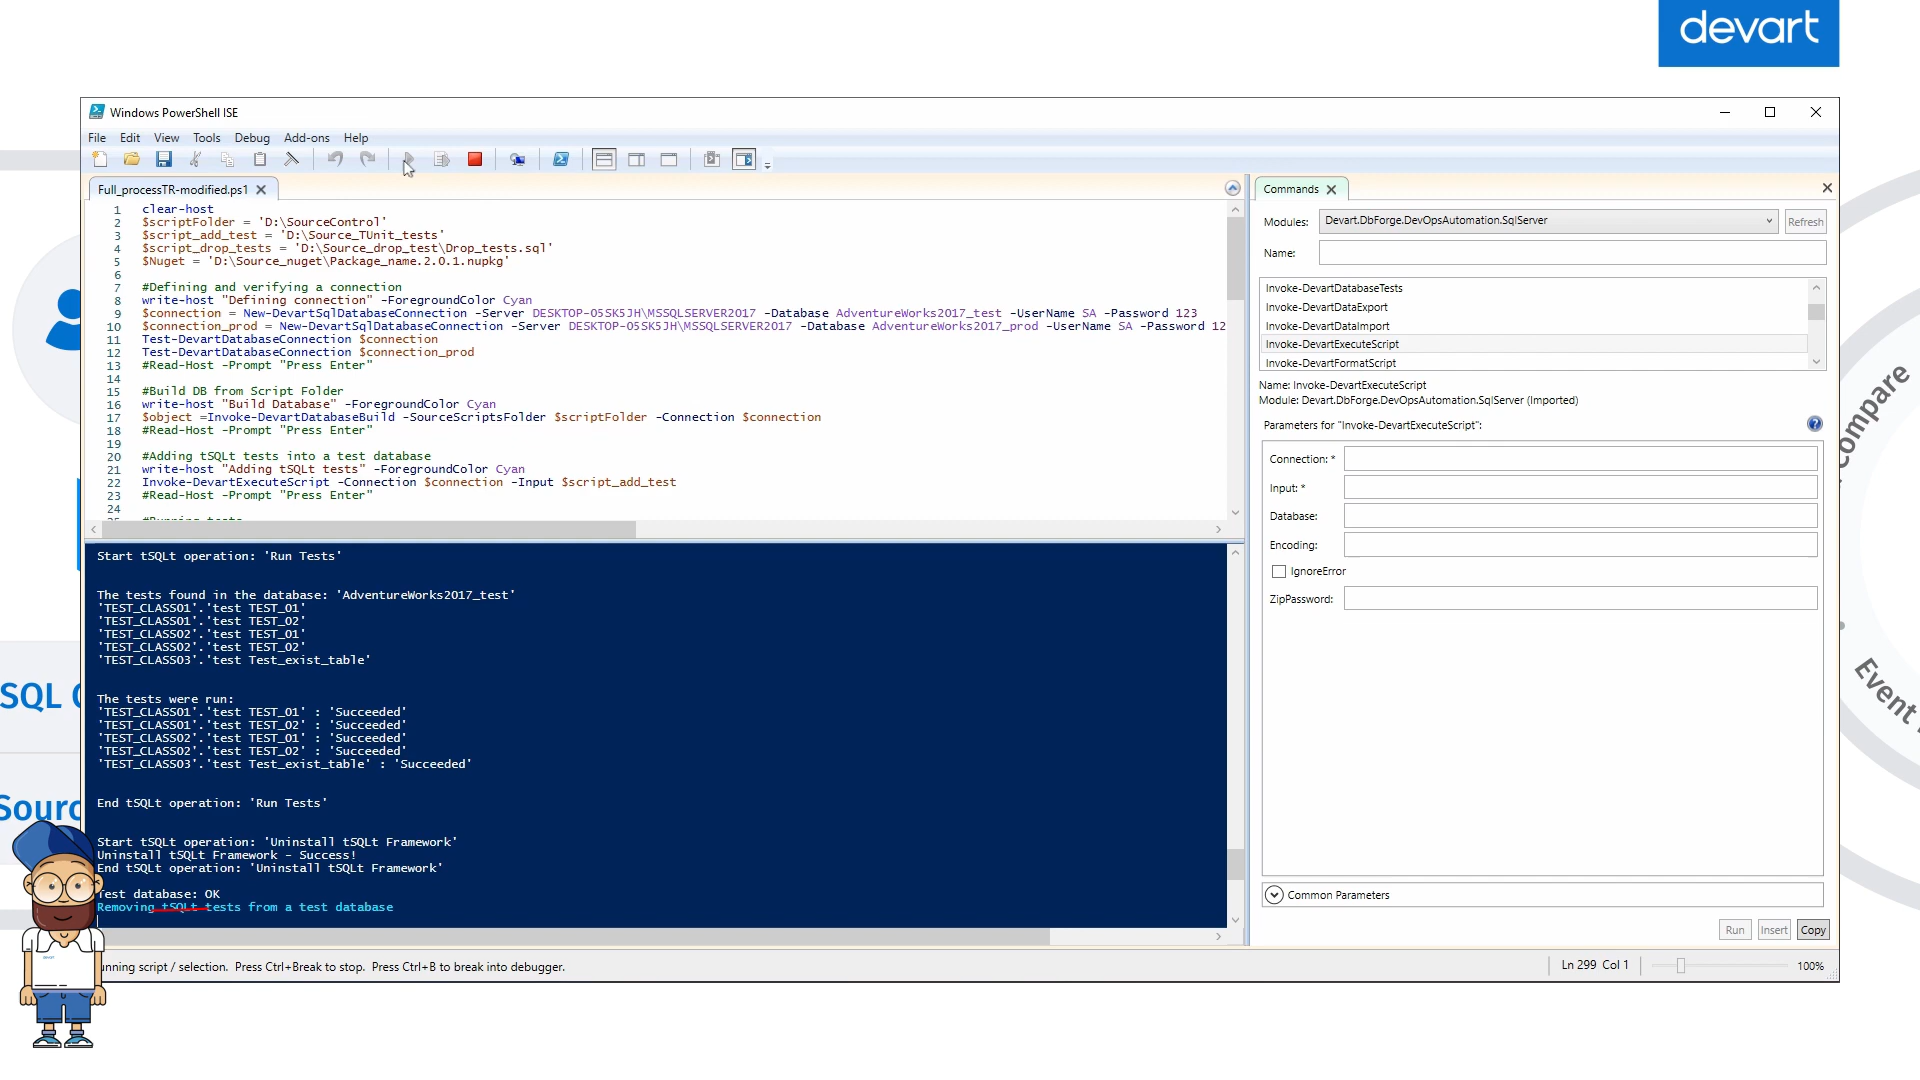 devart
Windows PowerShell ISE
File Edit View Tools Debug Add-ons Help
Full_processTR-modified.ps1
1 clear-host
2 $scriptFolder = 'D:\SourceControl'
3 $script_add_test = 'D:\Source_TUnit_tests'
4 $script_drop_tests = 'D:\Source_drop_test\Drop_tests.sql'
5 $Nuget = 'D:\Source_nuget\Package_name.2.0.1.nupkg'
6
7 #Defining and verifying a connection
8 write-host "Defining connection" -ForegroundColor Cyan
9 $connection = New-DevartSqlDatabaseConnection -Server DESKTOP-05SK5JH\MSSQLSERVER2017 -Database AdventureWorks2017_test -UserName SA -Password 123
10 $connection_prod = New-DevartSqlDatabaseConnection -Server DESKTOP-05SK5JH\MSSQLSERVER2017 -Database AdventureWorks2017_prod -UserName SA -Password 12
11 Test-DevartDatabaseConnection $connection
12 Test-DevartDatabaseConnection $connection_prod
13 #Read-Host -Prompt "Press Enter"
14
15 #Build DB from Script Folder
16 write-host "Build Database" -ForegroundColor Cyan
17 $object =Invoke-DevartDatabaseBuild -SourceScriptsFolder $scriptFolder -Connection $connection
18 #Read-Host -Prompt "Press Enter"
19
20 #Adding tSQLt tests into a test database
21 write-host "Adding tSQLt tests" -ForegroundColor Cyan
22 Invoke-DevartExecuteScript -Connection $connection -Input $script_add_test
23 #Read-Host -Prompt "Press Enter"
24
25 #Running tests
Start tSQLt operation: 'Run Tests'
The tests found in the database: 'AdventureWorks2017_test'
'TEST_CLASS01'.'test TEST_01'
'TEST_CLASS01'.'test TEST_02'
'TEST_CLASS02'.'test TEST_01'
'TEST_CLASS02'.'test TEST_02'
'TEST_CLASS03'.'test Test_exist_table'
The tests were run:
'TEST_CLASS01'.'test TEST_01' : 'Succeeded'
'TEST_CLASS01'.'test TEST_02' : 'Succeeded'
'TEST_CLASS02'.'test TEST_01' : 'Succeeded'
'TEST_CLASS02'.'test TEST_02' : 'Succeeded'
'TEST_CLASS03'.'test Test_exist_table' : 'Succeeded'
End tSQLt operation: 'Run Tests'
Start tSQLt operation: 'Uninstall tSQLt Framework'
Uninstall tSQLt Framework - Success!
End tSQLt operation: 'Uninstall tSQLt Framework'
Test database: OK
Removing tSQLt tests from a test database
unning script / selection. Press Ctrl+Break to stop. Press Ctrl+B to break into debugger.
Ln 299 Col 1
100%
Commands
Modules: Devart.DbForge.DevOpsAutomation.SqlServer Refresh
Name:
Invoke-DevartDatabaseTests
Invoke-DevartDataExport
Invoke-DevartDataImport
Invoke-DevartExecuteScript
Invoke-DevartFormatScript
Name: Invoke-DevartExecuteScript
Module: Devart.DbForge.DevOpsAutomation.SqlServer (Imported)
Parameters for "Invoke-DevartExecuteScript":
Connection: *
Input: *
Database:
Encoding:
IgnoreError
ZipPassword:
Common Parameters
Run Insert Copy
SQL
Sourc
ompare
Event